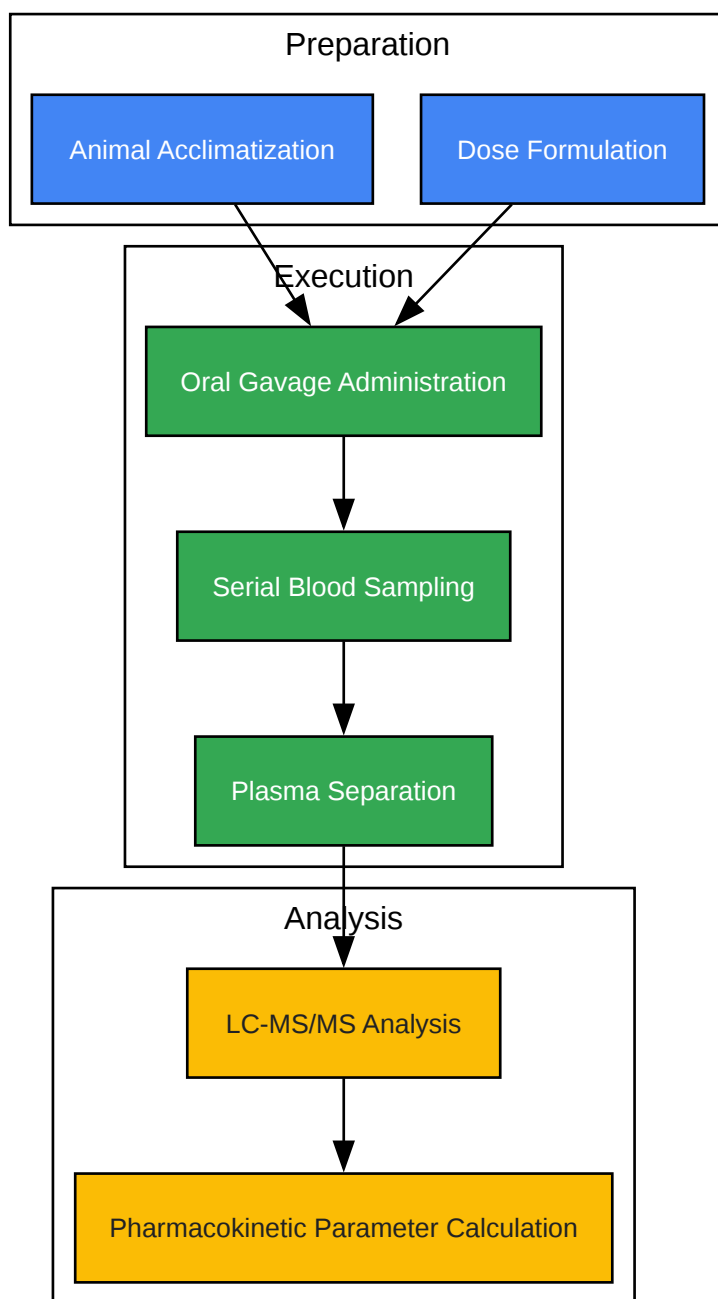 Preparation
Animal Acclimatization
Dose Formulation
Execution
Oral Gavage Administration
Serial Blood Sampling
Plasma Separation
Analysis
LC-MS/MS Analysis
Pharmacokinetic Parameter Calculation